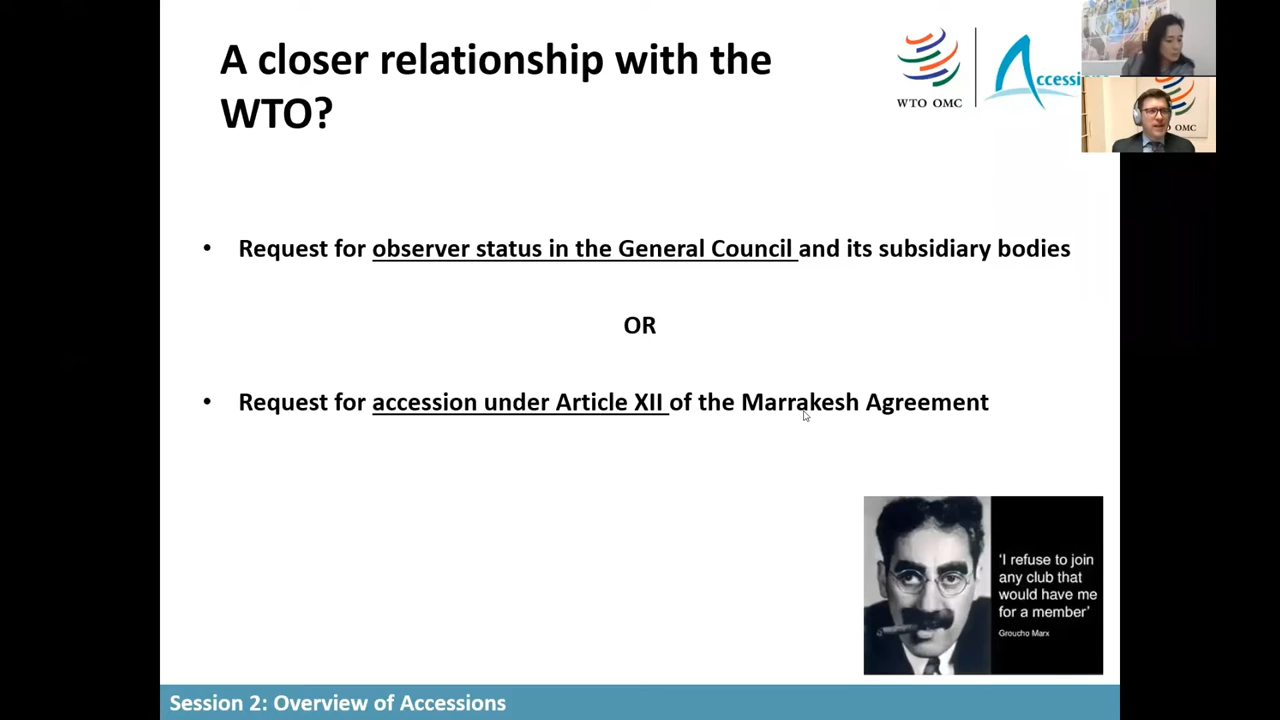 A closer relationship with the
WTO?
WTO OMC
Accessi
OMC
• Request for observer status in the General Council and its subsidiary bodies
OR
• Request for accession under Article XII of the Marrakesh Agreement
'I refuse to join
any club that
would have me
for a member'
Groucho Marx
Session 2: Overview of Accessions